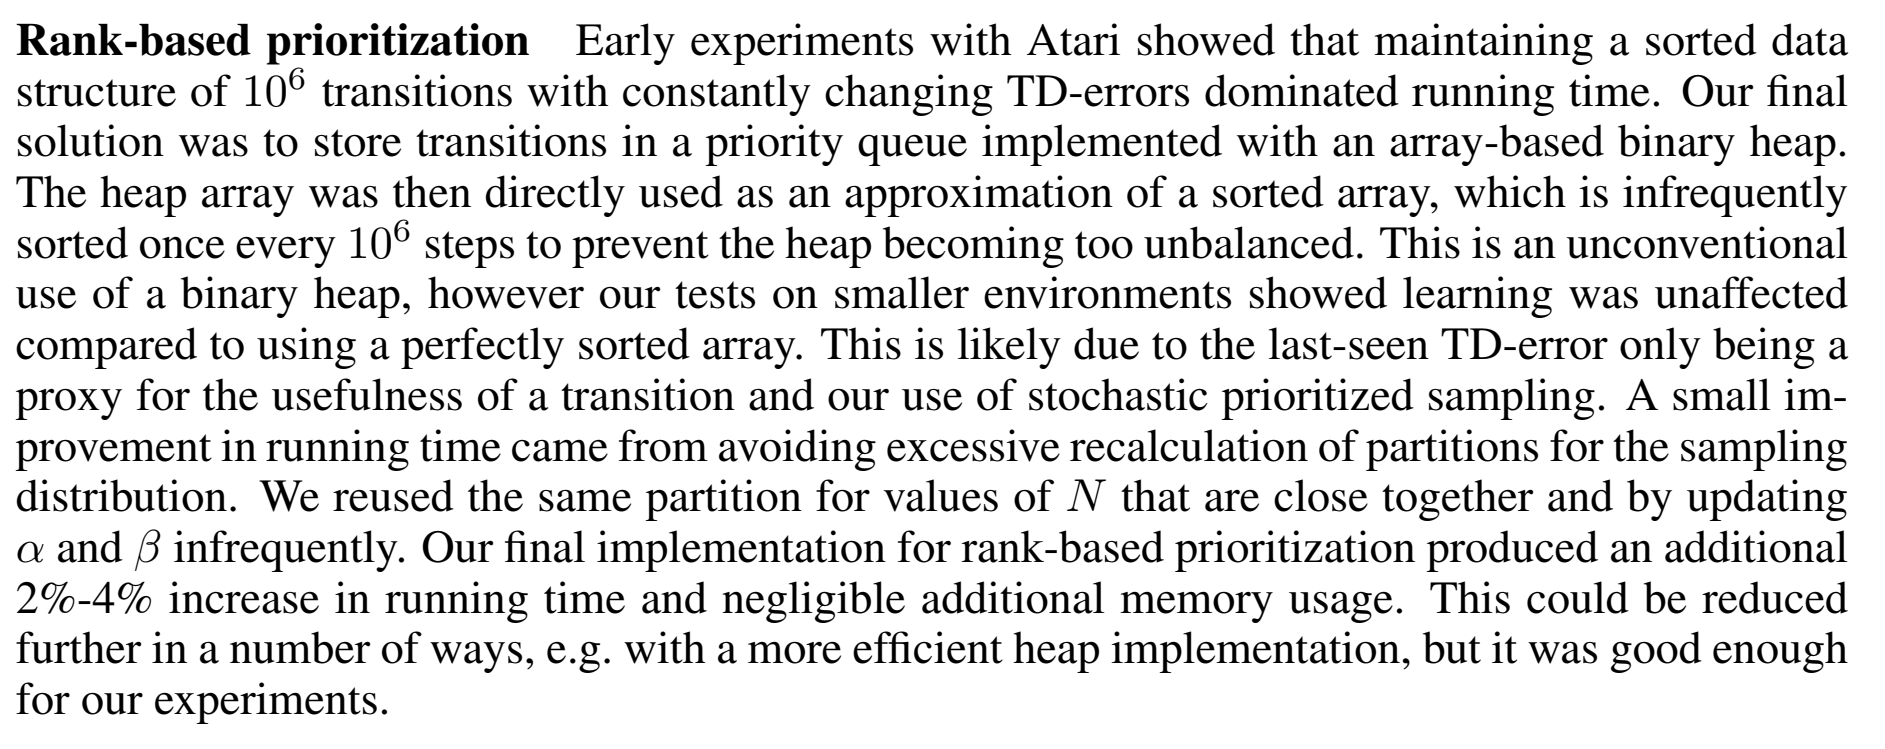 Rank-based prioritization Early experiments with Atari showed that maintaining a sorted data
structure of 10⁶ transitions with constantly changing TD-errors dominated running time. Our final
solution was to store transitions in a priority queue implemented with an array-based binary heap.
The heap array was then directly used as an approximation of a sorted array, which is infrequently
sorted once every 10⁶ steps to prevent the heap becoming too unbalanced. This is an unconventional
use of a binary heap, however our tests on smaller environments showed learning was unaffected
compared to using a perfectly sorted array. This is likely due to the last-seen TD-error only being a
proxy for the usefulness of a transition and our use of stochastic prioritized sampling. A small im-
provement in running time came from avoiding excessive recalculation of partitions for the sampling
distribution. We reused the same partition for values of N that are close together and by updating
α and β infrequently. Our final implementation for rank-based prioritization produced an additional
2%-4% increase in running time and negligible additional memory usage. This could be reduced
further in a number of ways, e.g. with a more efficient heap implementation, but it was good enough
for our experiments.